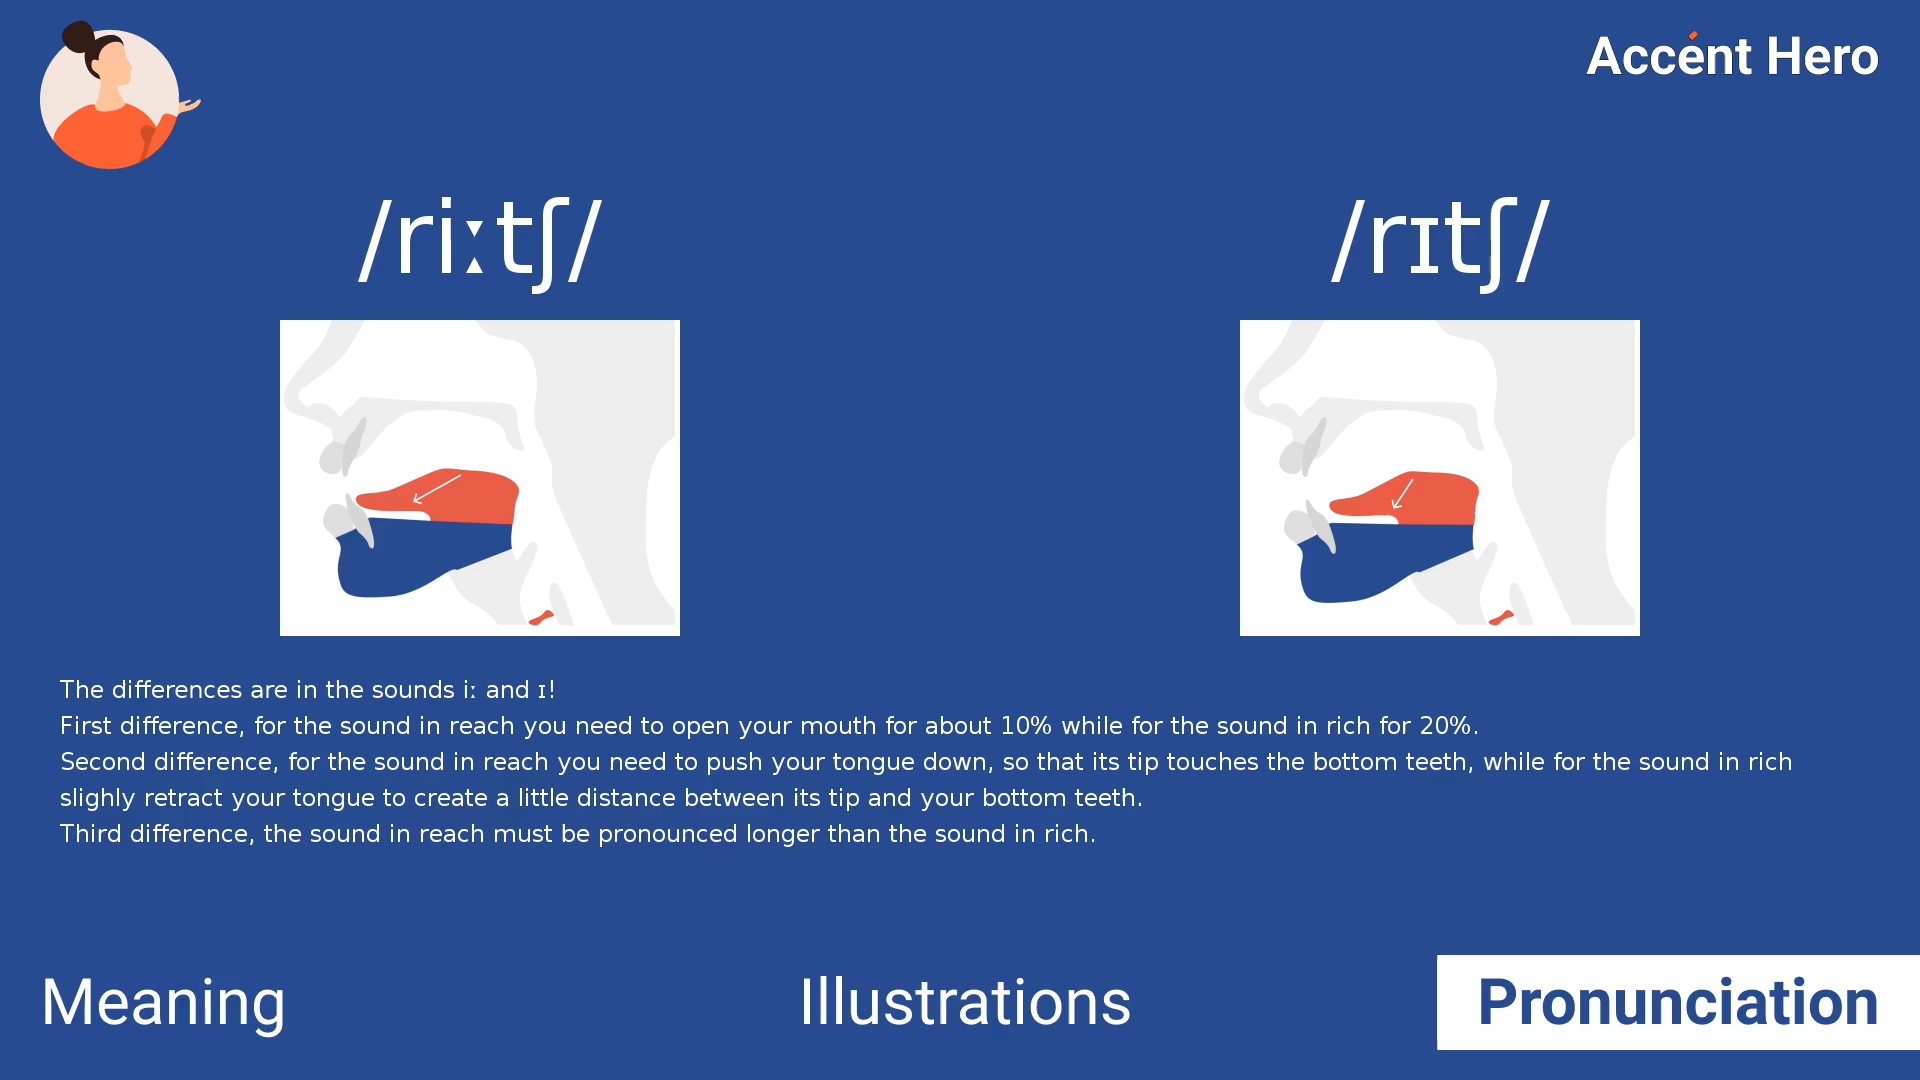 Accént Hero
/riːtʃ/
/rɪtʃ/
The differences are in the sounds iː and ɪ!
First difference, for the sound in reach you need to open your mouth for about 10% while for the sound in rich for 20%.
Second difference, for the sound in reach you need to push your tongue down, so that its tip touches the bottom teeth, while for the sound in rich
slighly retract your tongue to create a little distance between its tip and your bottom teeth.
Third difference, the sound in reach must be pronounced longer than the sound in rich.
Meaning
Illustrations
Pronunciation